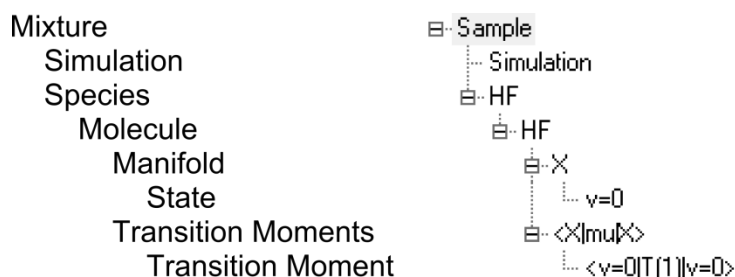 Mixture Sample
Simulation Simulation
Species HF
Molecule HF
Manifold X
State v=0
Transition Moments <X|mu|X>
Transition Moment <v=0|T(1)|v=0>